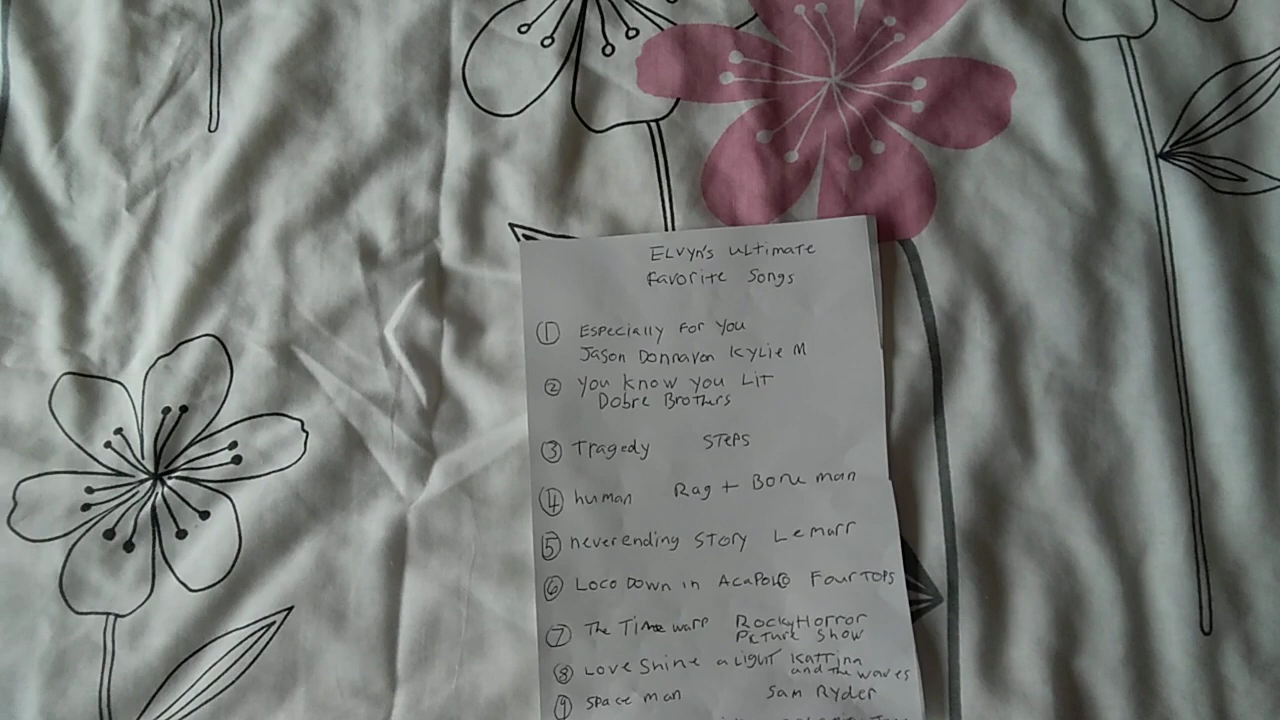 ELvyn's ultimate
favorite songs
① Especially for you
Jason Donnavan Kylie M
② you know you Lit
Dobre Brothers
③ Tragedy STEPS
④ human Rag + Bone man
⑤ neverending Story Lemarr
⑥ Loco Down in Acapolco Four Tops
⑦ The Time warp Rocky Horror
Picture Show
⑧ Love shine a Light Kattrina
and the waves
⑨ space man Sam Ryder